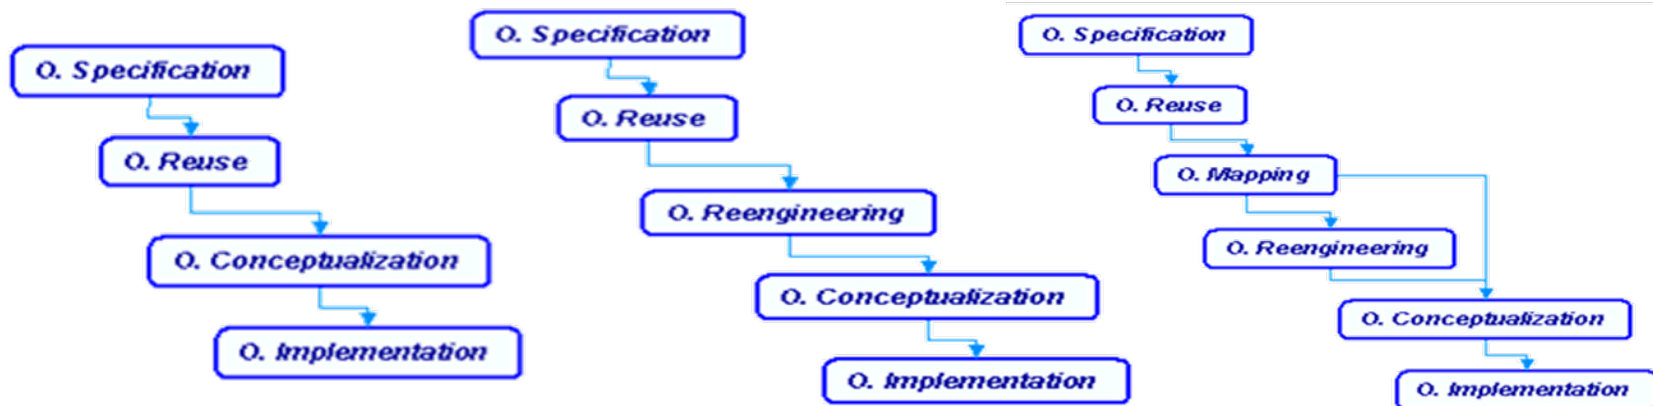 O. Specification
O. Reuse
O. Conceptualization
O. Implementation
O. Specification
O. Reuse
O. Reengineering
O. Conceptualization
O. Implementation
O. Specification
O. Reuse
O. Mapping
O. Reengineering
O. Conceptualization
O. Implementation